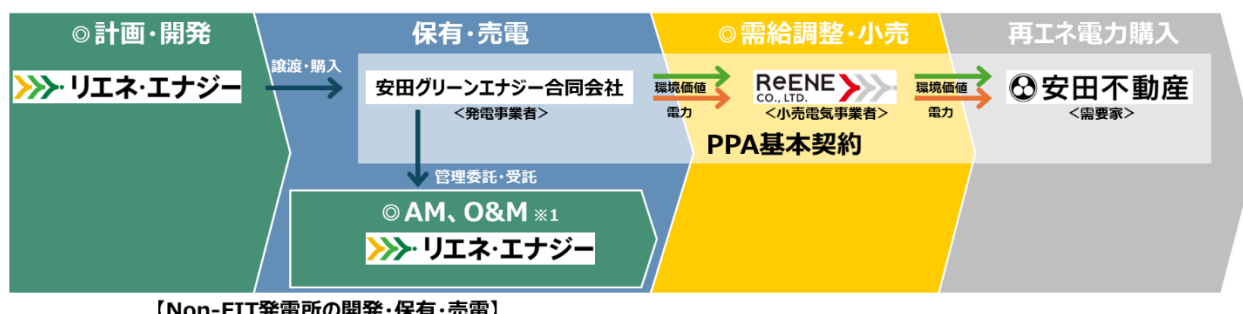 ◎計画・開発
保有・売電
◎需給調整・小売
再エネ電力購入
リエネ・エナジー
譲渡・購入
安田グリーンエナジー合同会社
<発電事業者>
環境価値
電力
ReENE
CO., LTD.
<小売電気事業者>
環境価値
電力
安田不動産
<需要家>
PPA基本契約
管理委託・受託
◎AM、O&M ※1
リエネ・エナジー
【Non-FIT発電所の開発・保有・売電】